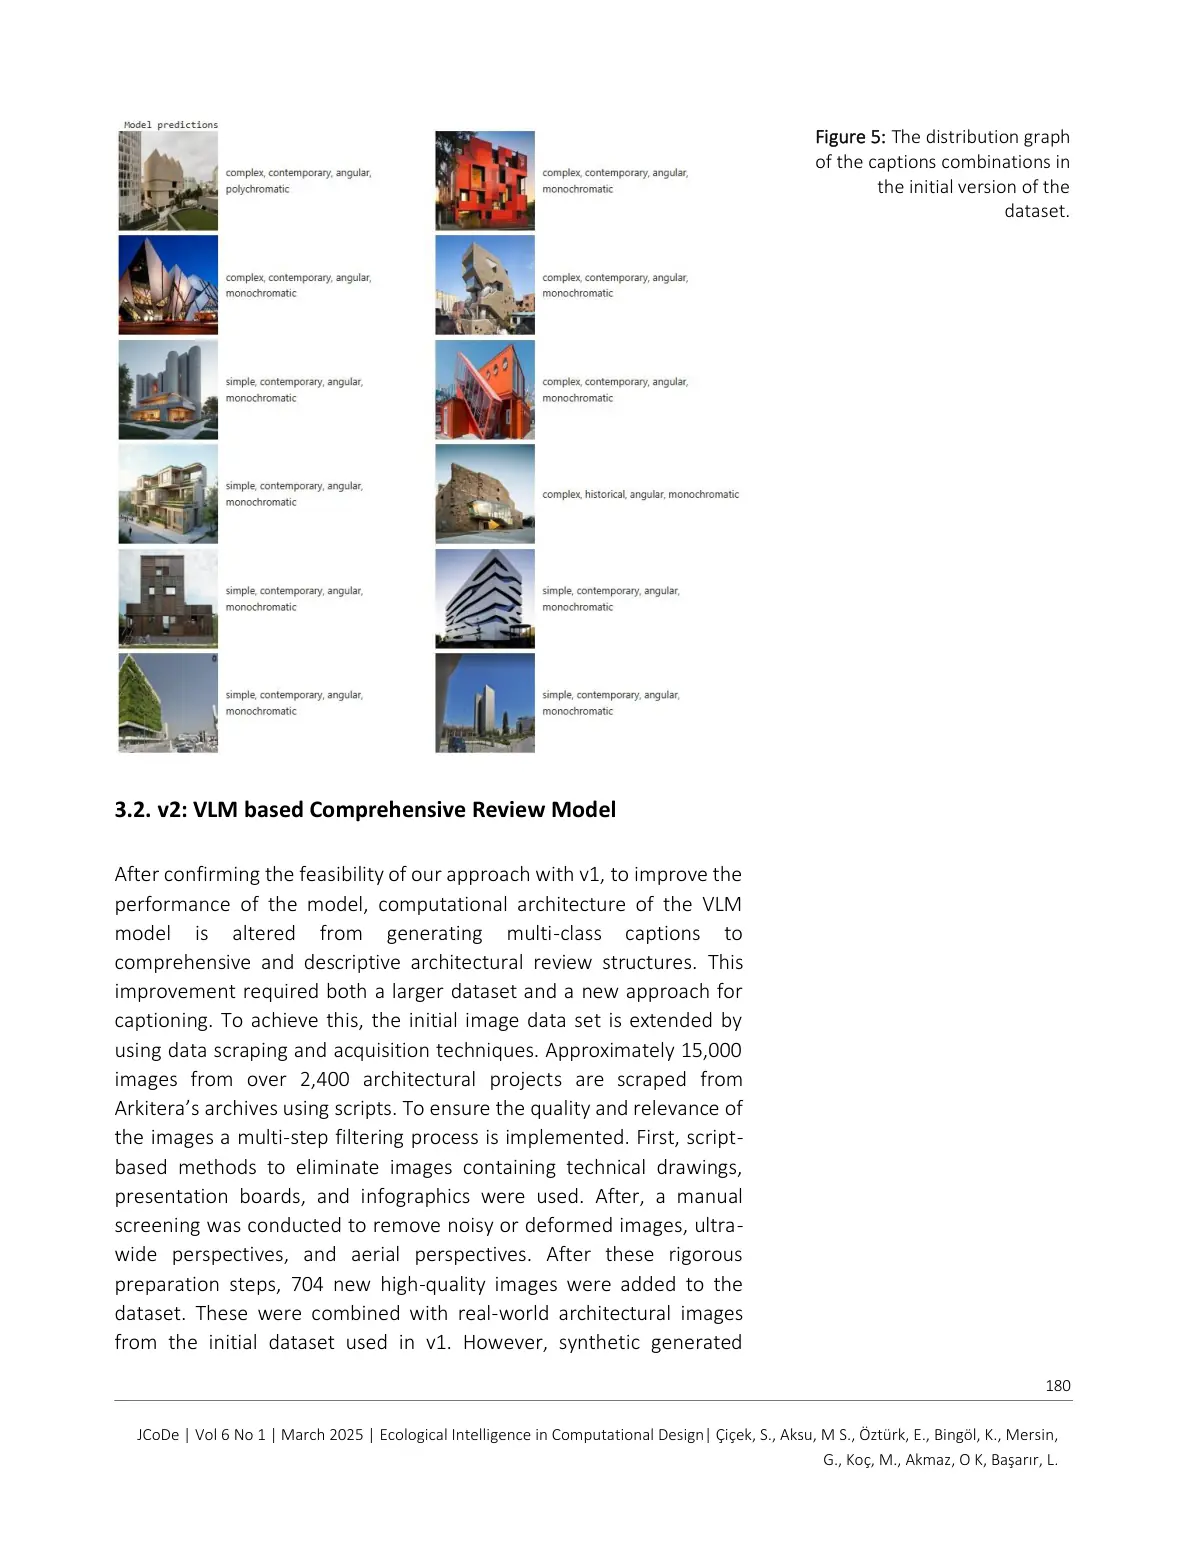 Model predictions
complex, contemporary, angular,
polychromatic
complex, contemporary, angular,
monochromatic
complex, contemporary, angular,
monochromatic
complex, contemporary, angular,
monochromatic
simple, contemporary, angular,
monochromatic
complex, contemporary, angular,
monochromatic
simple, contemporary, angular,
monochromatic
complex, historical, angular, monochromatic
simple, contemporary, angular,
monochromatic
simple, contemporary, angular,
monochromatic
0
simple, contemporary, angular,
monochromatic
simple, contemporary, angular,
monochromatic
Figure 5: The distribution graph
of the captions combinations in
the initial version of the
dataset.
3.2. v2: VLM based Comprehensive Review Model
After confirming the feasibility of our approach with v1, to improve the
performance of the model, computational architecture of the VLM
model is altered from generating multi-class captions to
comprehensive and descriptive architectural review structures. This
improvement required both a larger dataset and a new approach for
captioning. To achieve this, the initial image data set is extended by
using data scraping and acquisition techniques. Approximately 15,000
images from over 2,400 architectural projects are scraped from
Arkitera’s archives using scripts. To ensure the quality and relevance of
the images a multi-step filtering process is implemented. First, script-
based methods to eliminate images containing technical drawings,
presentation boards, and infographics were used. After, a manual
screening was conducted to remove noisy or deformed images, ultra-
wide perspectives, and aerial perspectives. After these rigorous
preparation steps, 704 new high-quality images were added to the
dataset. These were combined with real-world architectural images
from the initial dataset used in v1. However, synthetic generated
180
JCoDe | Vol 6 No 1 | March 2025 | Ecological Intelligence in Computational Design| Çiçek, S., Aksu, M S., Öztürk, E., Bingöl, K., Mersin,
G., Koç, M., Akmaz, O K, Başarır, L.